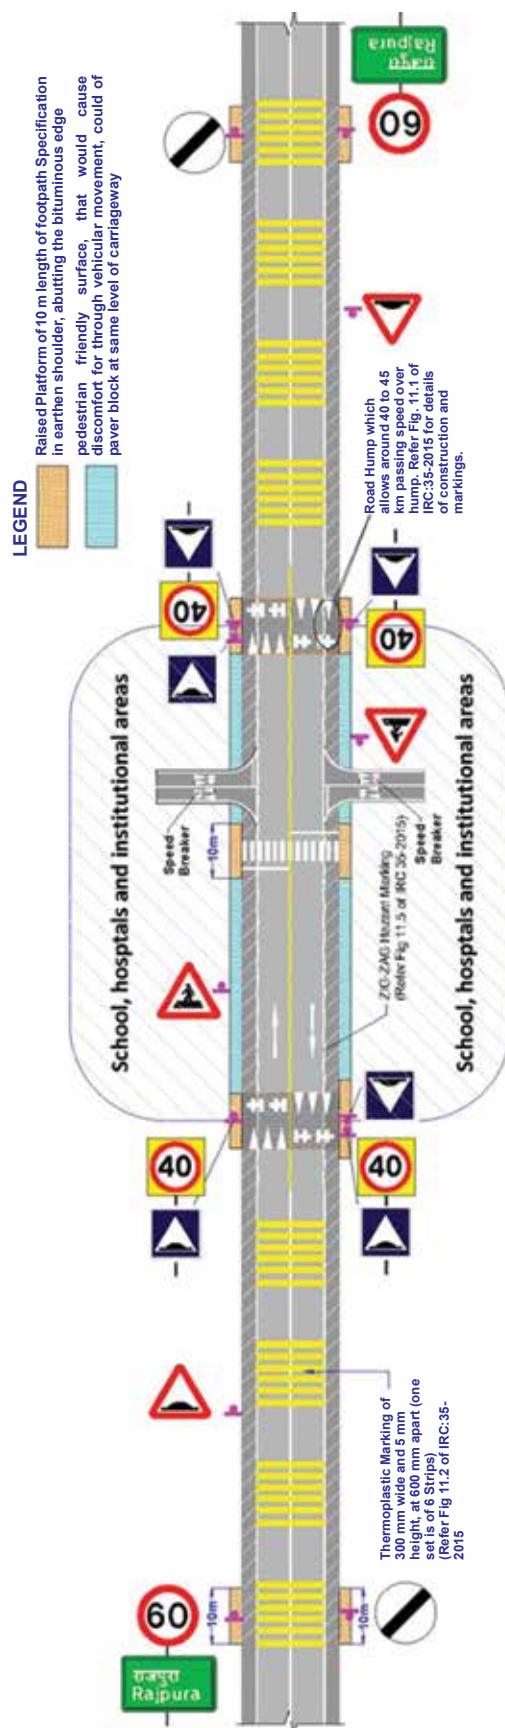 LEGEND
Raised Platform of 10 m length of footpath Specification
in earthen shoulder, abutting the bituminous edge
pedestrian friendly surface, that would cause
discomfort for through vehicular movement, could of
paver block at same level of carriageway
राजपुरा
Rajpura
60
10m
10m
Thermoplastic Marking of
300 mm wide and 5 mm
height, at 600 mm apart (one
set is of 6 Strips)
(Refer Fig 11.2 of IRC:35-
2015
40
40
School, hosptals and institutional areas
School, hosptals and institutional areas
ZIG-ZAG Hazard Marking
(Refer Fig 11.5 of IRC 35-2015)
10m
Speed-
Breaker
Speed-
Breaker
40
40
Road Hump which
allows around 40 to 45
km passing speed over
hump. Refer Fig. 11.1 of
IRC:35-2015 for details
of construction and
markings.
60
राजपुरा
Rajpura